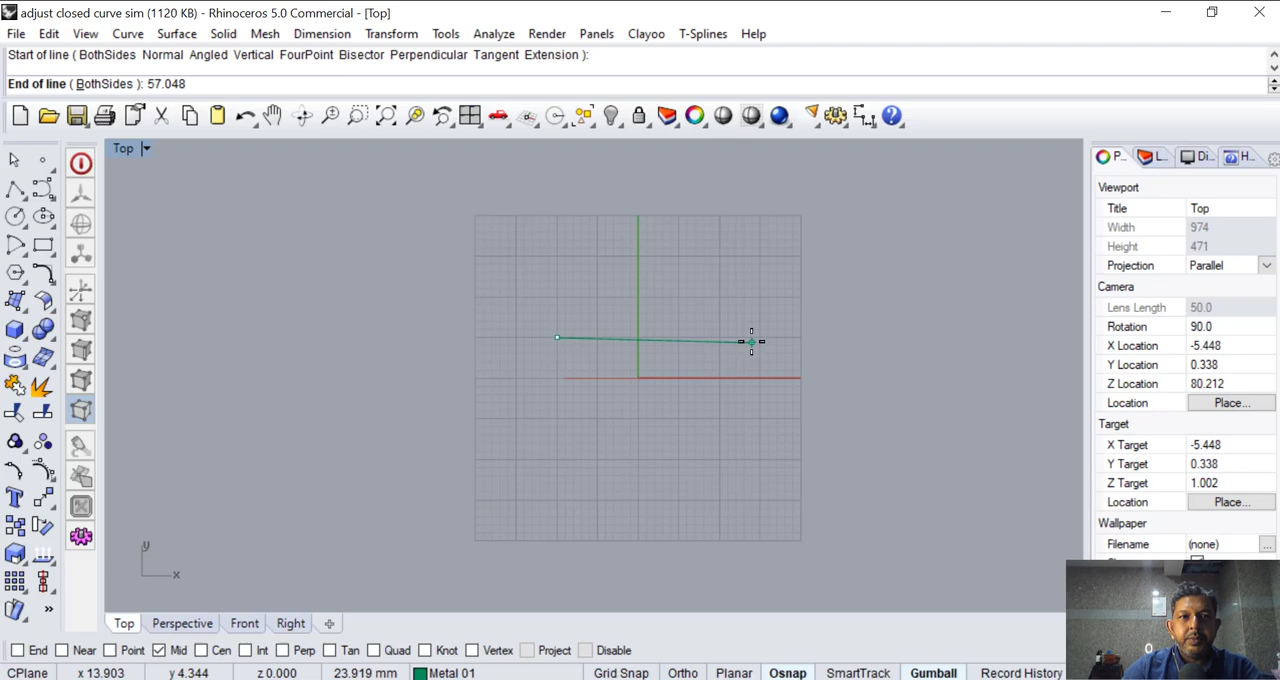 adjust closed curve sim (1120 KB) - Rhinoceros 5.0 Commercial - [Top]
File Edit View Curve Surface Solid Mesh Dimension Transform Tools Analyze Render Panels Clayoo T-Splines Help
Start of line ( BothSides Normal Angled Vertical FourPoint Bisector Perpendicular Tangent Extension ):
End of line ( BothSides ): 57.048
Top
P... L... Di... H...
Viewport
Title Top
Width 974
Height 471
Projection Parallel
Camera
Lens Length 50.0
Rotation 90.0
X Location -5.448
Y Location 0.338
Z Location 80.212
Location Place...
Target
X Target -5.448
Y Target 0.338
Z Target 1.002
Location Place...
Wallpaper
Filename (none) ...
y
x
Top Perspective Front Right
End Near Point Mid Cen Int Perp Tan Quad Knot Vertex Project Disable
CPlane x 13.903 y 4.344 z 0.000 23.919 mm Metal 01 Grid Snap Ortho Planar Osnap SmartTrack Gumball Record History